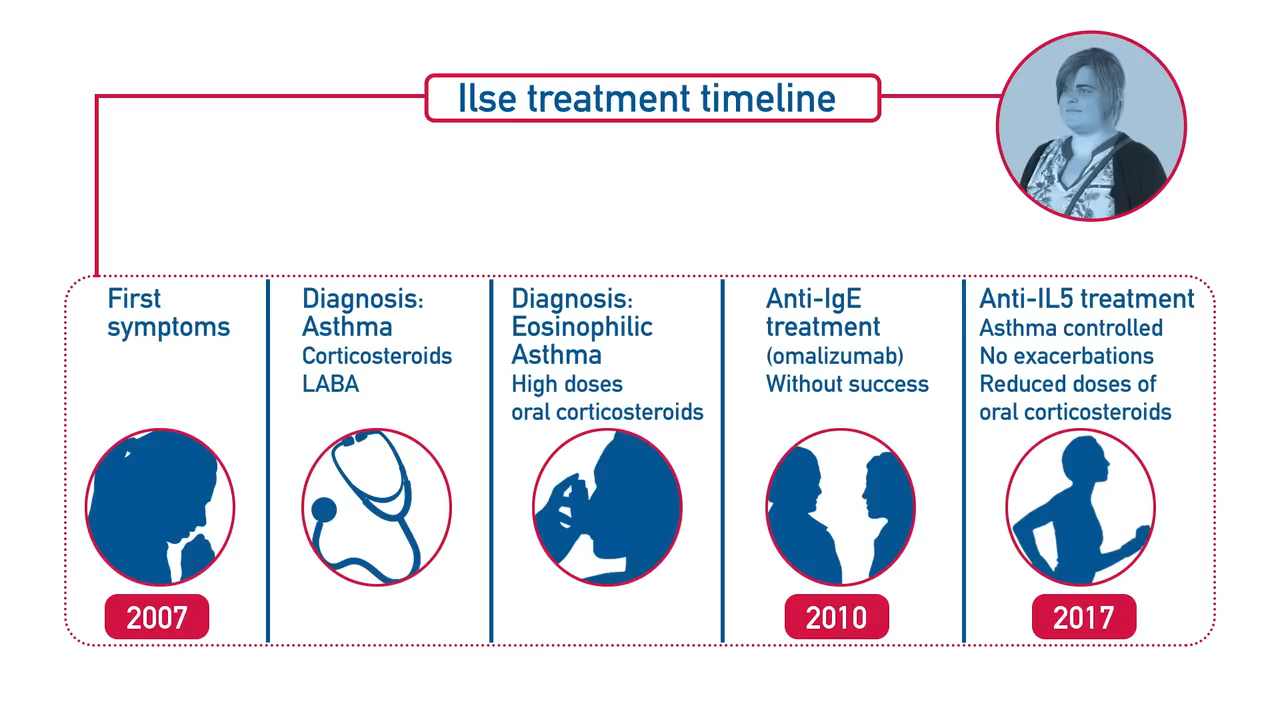 Ilse treatment timeline
First
symptoms
2007
Diagnosis:
Asthma
Corticosteroids
LABA
Diagnosis:
Eosinophilic
Asthma
High doses
oral corticosteroids
Anti-IgE
treatment
(omalizumab)
Without success
2010
Anti-IL5 treatment
Asthma controlled
No exacerbations
Reduced doses of
oral corticosteroids
2017